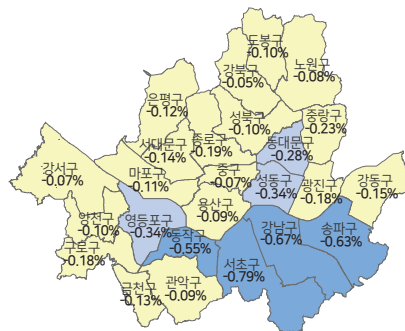 도봉구
-0.10%
노원구
-0.08%
강북구
-0.05%
은평구
-0.12%
성북구
-0.10%
중랑구
-0.23%
종로구
-0.19%
서대문구
-0.14%
동대문구
-0.28%
강서구
-0.07%
마포구
-0.11%
중구
-0.07%
성동구
-0.34%
광진구
-0.18%
강동구
-0.15%
용산구
-0.09%
양천구
-0.10%
영등포구
-0.34%
동작구
-0.55%
강남구
-0.67%
송파구
-0.63%
구로구
-0.18%
서초구
-0.79%
관악구
-0.09%
금천구
-0.13%